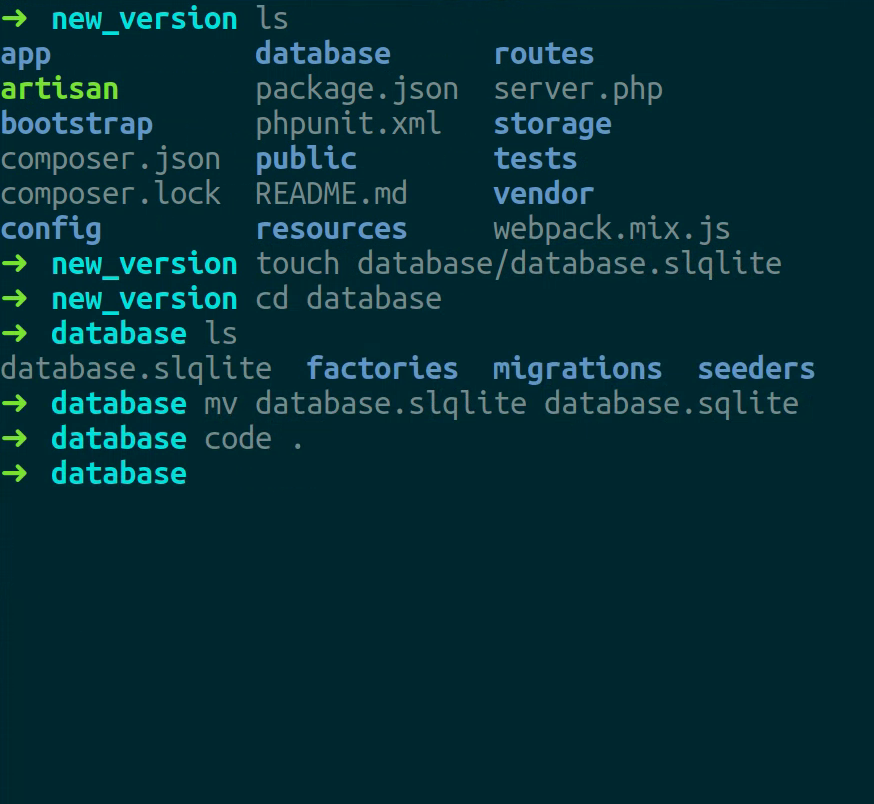 ➜ new_version ls
app database routes
artisan package.json server.php
bootstrap phpunit.xml storage
composer.json public tests
composer.lock README.md vendor
config resources webpack.mix.js
➜ new_version touch database/database.slqlite
➜ new_version cd database
➜ database ls
database.slqlite factories migrations seeders
➜ database mv database.slqlite database.sqlite
➜ database code .
➜ database